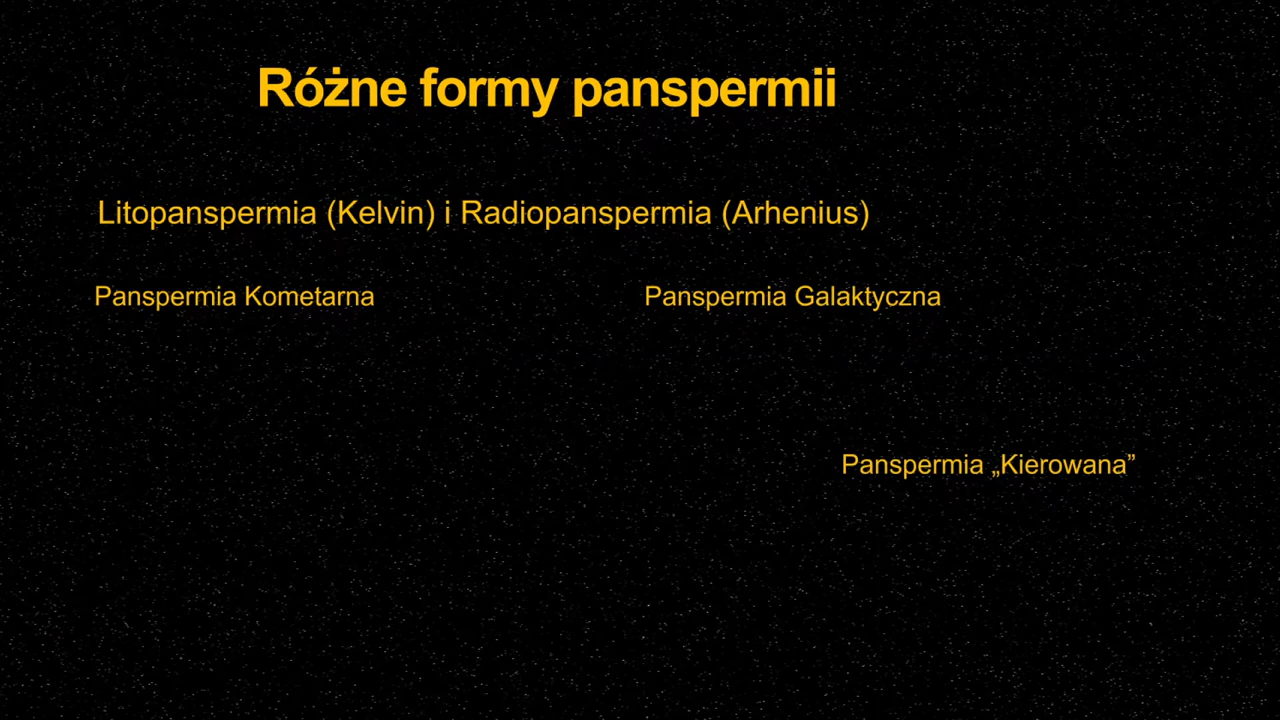 Różne formy panspermii
Litopanspermia (Kelvin) i Radiopanspermia (Arhenius)
Panspermia Kometarna
Panspermia Galaktyczna
Panspermia „Kierowana”